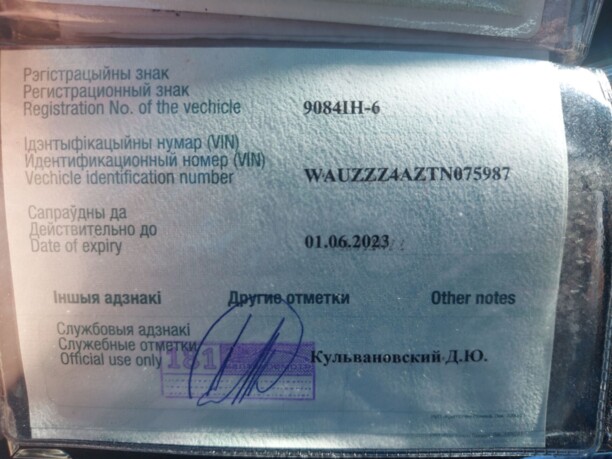 Рэгістрацыйны знак
Регистрационный знак
Registration No. of the vechicle 9084IH-6
Ідэнтыфікацыйны нумар (VIN)
Идентификационный номер (VIN)
Vechicle identification number WAUZZZ4AZTN075987
Сапраўдны да
Действительно до
Date of expiry 01.06.2023
Іншыя адзнакі Другие отметки Other notes
Службовыя адзнакі
Служебные отметки
Official use only 181 Кульвановский Д.Ю.